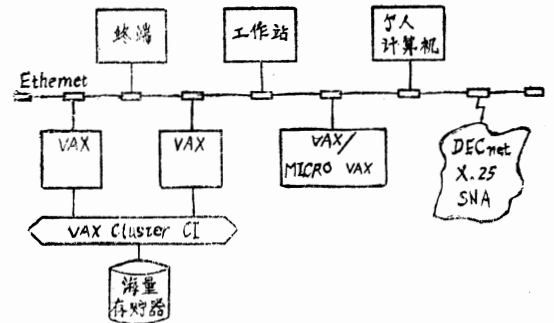 终端
工作站
个人
计算机
Ethernet
VAX
VAX
VAX/
MICRO VAX
DECnet
X.25
SNA
VAX Cluster CI
海量
存贮器